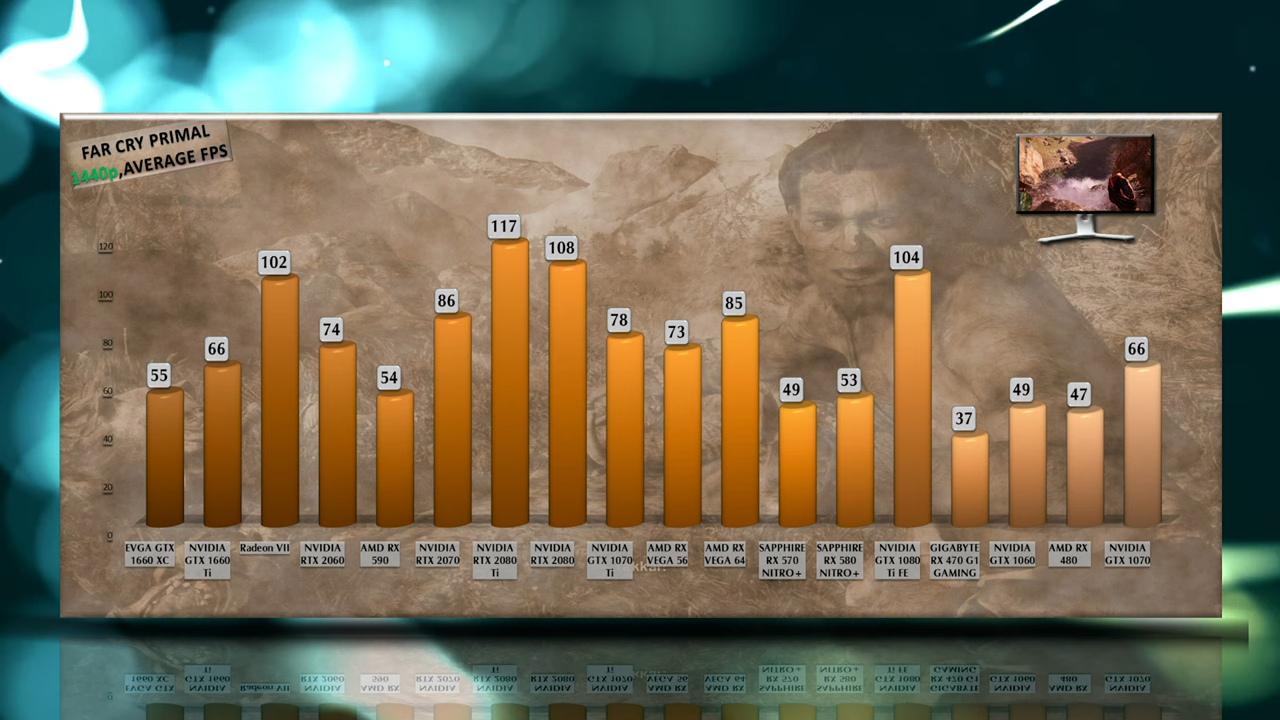 FAR CRY PRIMAL
1440p,AVERAGE FPS
120
100
80
60
40
20
0
55
66
102
74
54
86
117
108
78
73
85
49
53
104
37
49
47
66
EVGA GTX
1660 XC
NVIDIA
GTX 1660
Ti
Radeon VII
NVIDIA
RTX 2060
AMD RX
590
NVIDIA
RTX 2070
NVIDIA
RTX 2080
Ti
NVIDIA
RTX 2080
NVIDIA
GTX 1070
Ti
AMD RX
VEGA 56
AMD RX
VEGA 64
SAPPHIRE
RX 570
NITRO+
SAPPHIRE
RX 580
NITRO+
NVIDIA
GTX 1080
Ti FE
GIGABYTE
RX 470 G1
GAMING
NVIDIA
GTX 1060
AMD RX
480
NVIDIA
GTX 1070